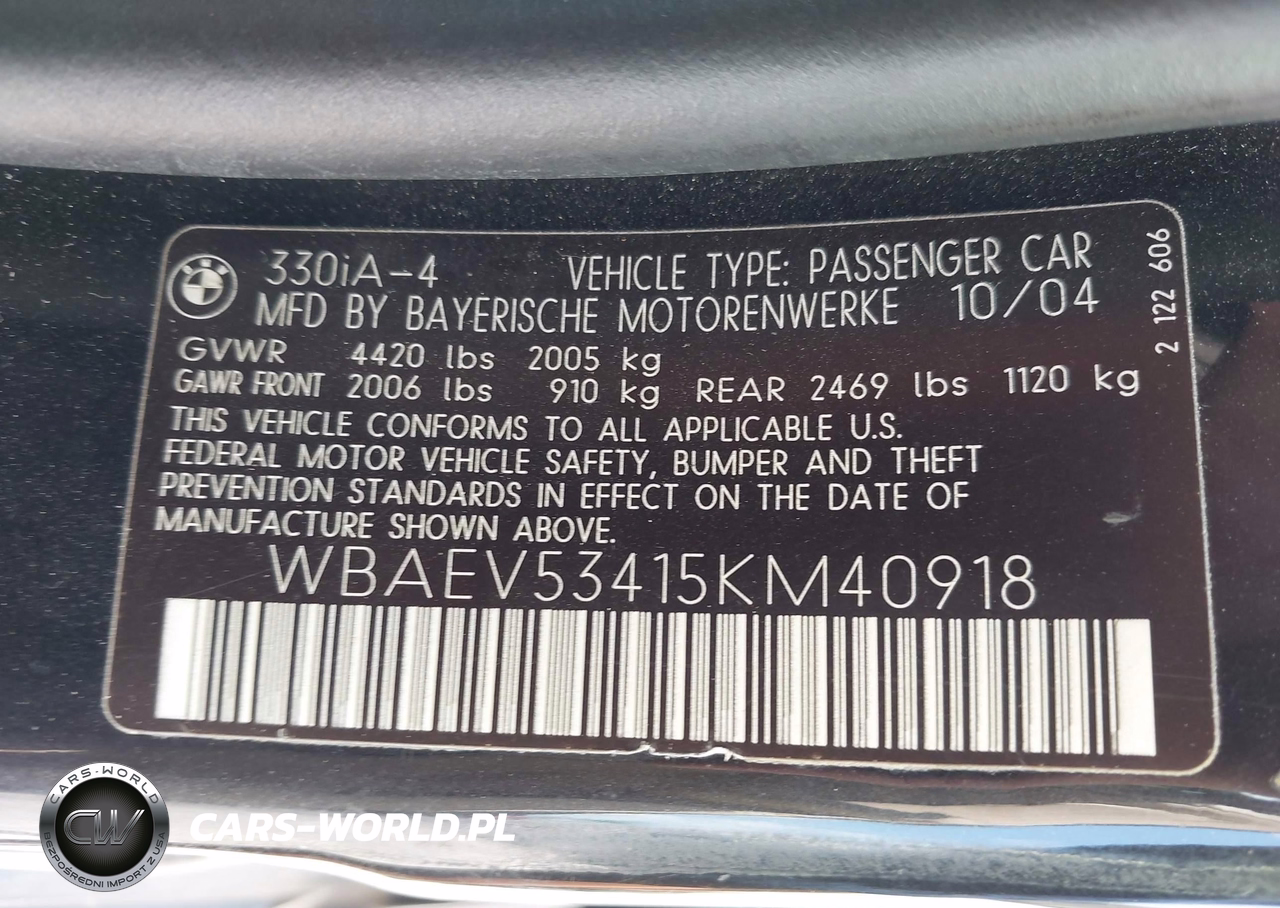 330iA-4 VEHICLE TYPE: PASSENGER CAR
MFD BY BAYERISCHE MOTORENWERKE 10/04
GVWR 4420 lbs 2005 kg
GAWR FRONT 2006 lbs 910 kg REAR 2469 lbs 1120 kg
THIS VEHICLE CONFORMS TO ALL APPLICABLE U.S.
FEDERAL MOTOR VEHICLE SAFETY, BUMPER AND THEFT
PREVENTION STANDARDS IN EFFECT ON THE DATE OF
MANUFACTURE SHOWN ABOVE.
WBAEV53415KM40918
2 122 606
CARS-WORLD
CW
BEZPOŚREDNI IMPORT Z USA
CARS-WORLD.PL